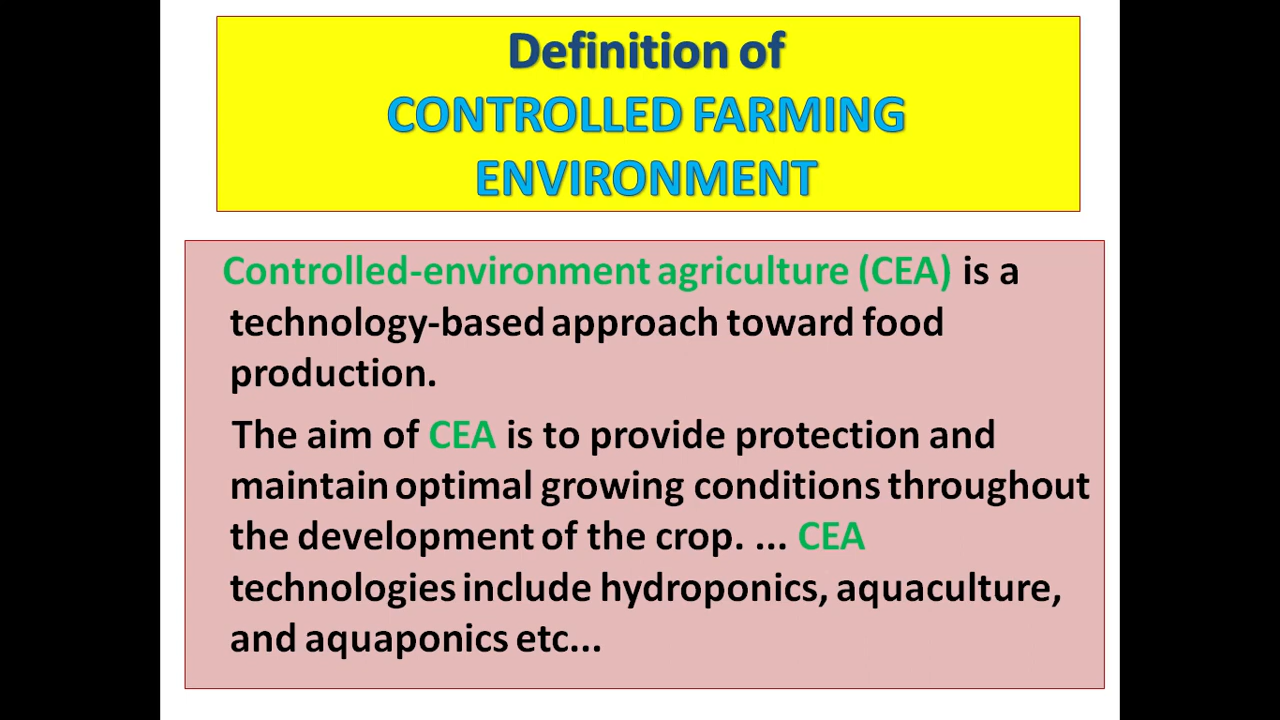 Definition of
CONTROLLED FARMING
ENVIRONMENT
Controlled-environment agriculture (CEA) is a
technology-based approach toward food
production.
The aim of CEA is to provide protection and
maintain optimal growing conditions throughout
the development of the crop. ... CEA
technologies include hydroponics, aquaculture,
and aquaponics etc...